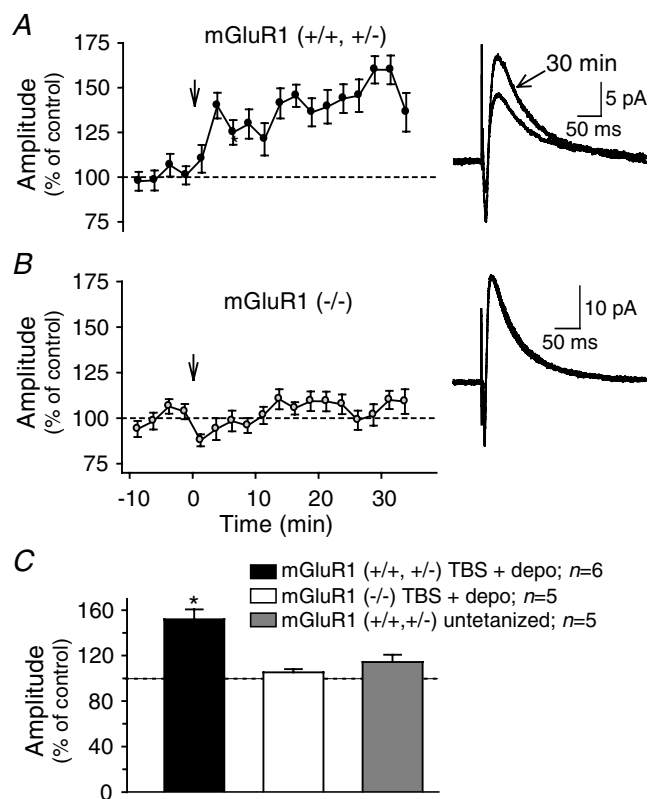 A
mGluR1 (+/+, +/-)
175
150
125
100
75
Amplitude
(% of control)
*
30 min
5 pA
50 ms
B
mGluR1 (-/-)
175
150
125
100
75
Amplitude
(% of control)
-10 0 10 20 30
Time (min)
10 pA
50 ms
C
mGluR1 (+/+, +/-) TBS + depo; n=6
mGluR1 (-/-) TBS + depo; n=5
mGluR1 (+/+,+/-) untetanized; n=5
160
120
80
40
0
Amplitude
(% of control)
*